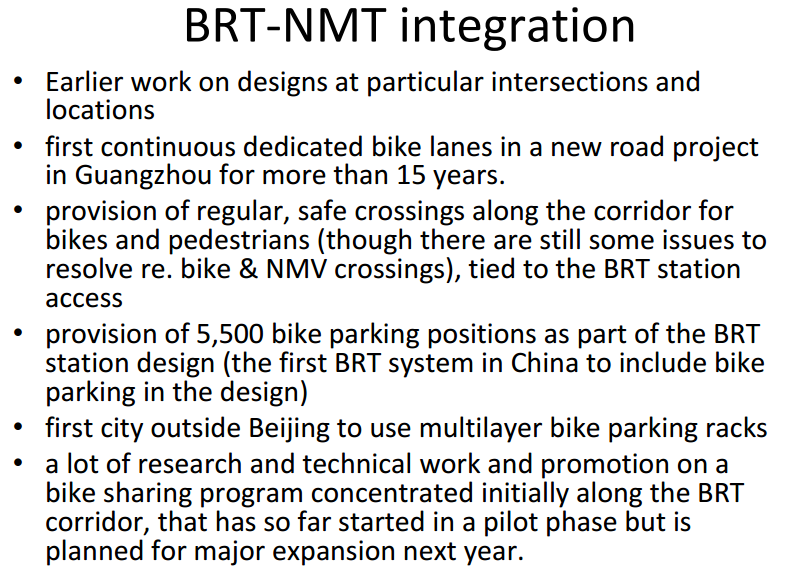 BRT-NMT integration
• Earlier work on designs at particular intersections and
locations
• first continuous dedicated bike lanes in a new road project
in Guangzhou for more than 15 years.
• provision of regular, safe crossings along the corridor for
bikes and pedestrians (though there are still some issues to
resolve re. bike & NMV crossings), tied to the BRT station
access
• provision of 5,500 bike parking positions as part of the BRT
station design (the first BRT system in China to include bike
parking in the design)
• first city outside Beijing to use multilayer bike parking racks
• a lot of research and technical work and promotion on a
bike sharing program concentrated initially along the BRT
corridor, that has so far started in a pilot phase but is
planned for major expansion next year.